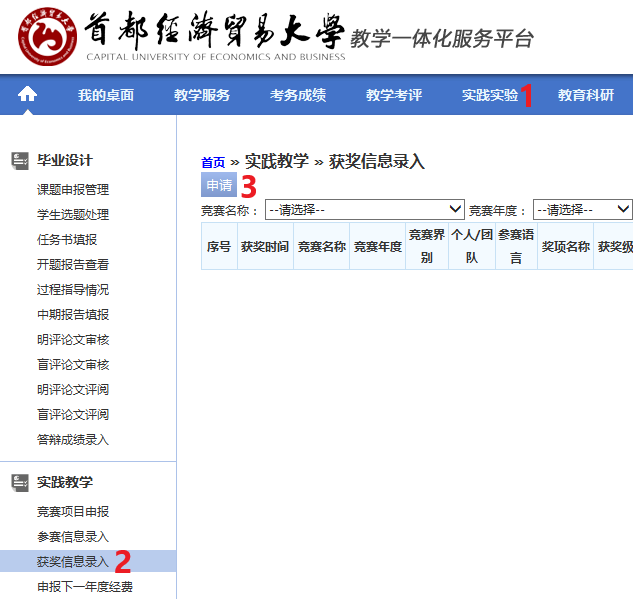 首都经济贸易大学 教学一体化服务平台
CAPITAL UNIVERSITY OF ECONOMICS AND BUSINESS
我的桌面 教学服务 考务成绩 教学考评 实践实验 1 教育科研
毕业设计
课题申报管理
学生选题处理
任务书填报
开题报告查看
过程指导情况
中期报告填报
明评论文审核
盲评论文审核
明评论文评阅
盲评论文评阅
答辩成绩录入
实践教学
竞赛项目申报
参赛信息录入
获奖信息录入 2
申报下一年度经费
首页 » 实践教学 » 获奖信息录入
申请 3
竞赛名称： --请选择-- 竞赛年度： --请选择--
序号 获奖时间 竞赛名称 竞赛年度 竞赛界别 个人/团队 参赛语言 奖项名称 获奖级